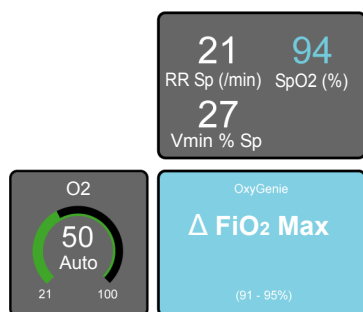 21 94
RR Sp (/min) SpO2 (%)
27
Vmin % Sp
O2
50
Auto
21 100
OxyGenie
Δ FiO₂ Max
(91 - 95%)